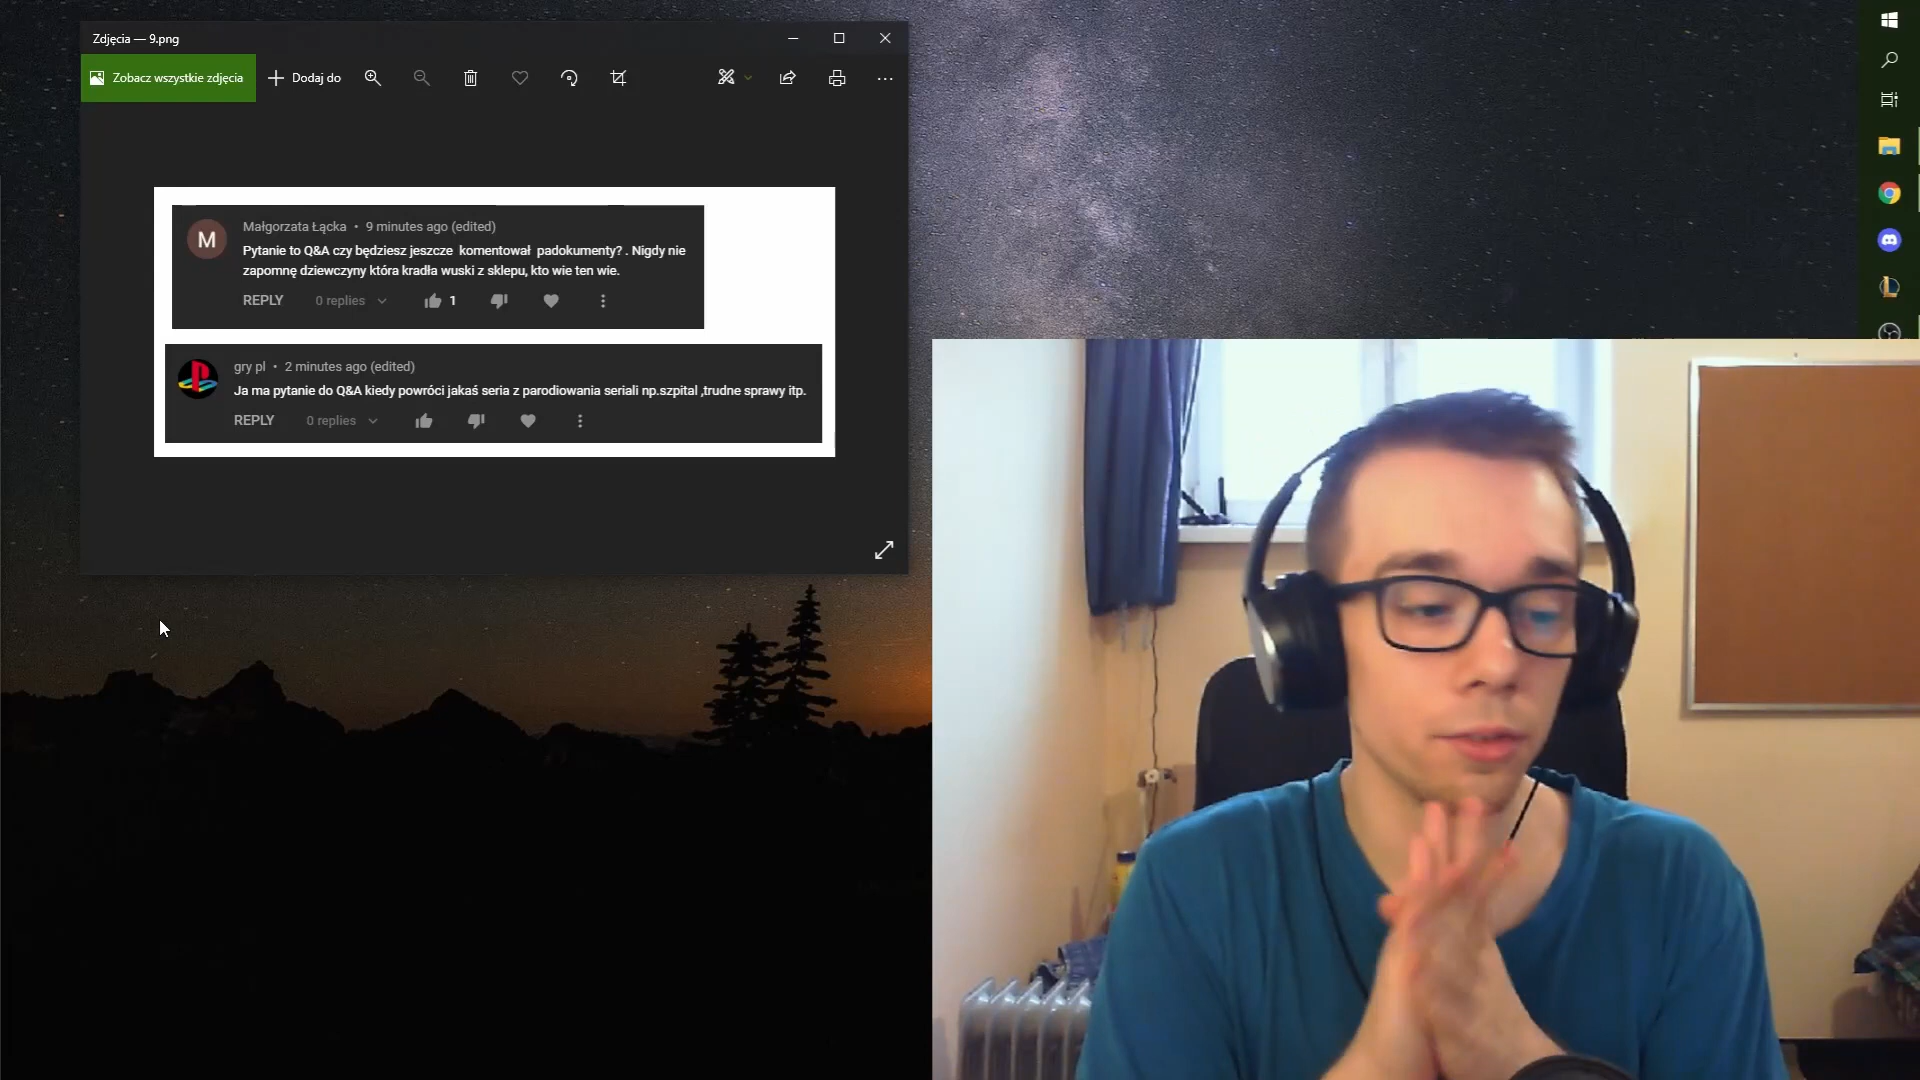 Zdjęcia — 9.png
Zobacz wszystkie zdjęcia
Dodaj do
M
Małgorzata Łącka • 9 minutes ago (edited)
Pytanie to Q&A czy będziesz jeszcze komentował padokumenty? . Nigdy nie
zapomnę dziewczyny która kradła wuski z sklepu, kto wie ten wie.
REPLY 0 replies 1
gry pl • 2 minutes ago (edited)
Ja ma pytanie do Q&A kiedy powróci jakaś seria z parodiowania seriali np.szpital ,trudne sprawy itp.
REPLY 0 replies